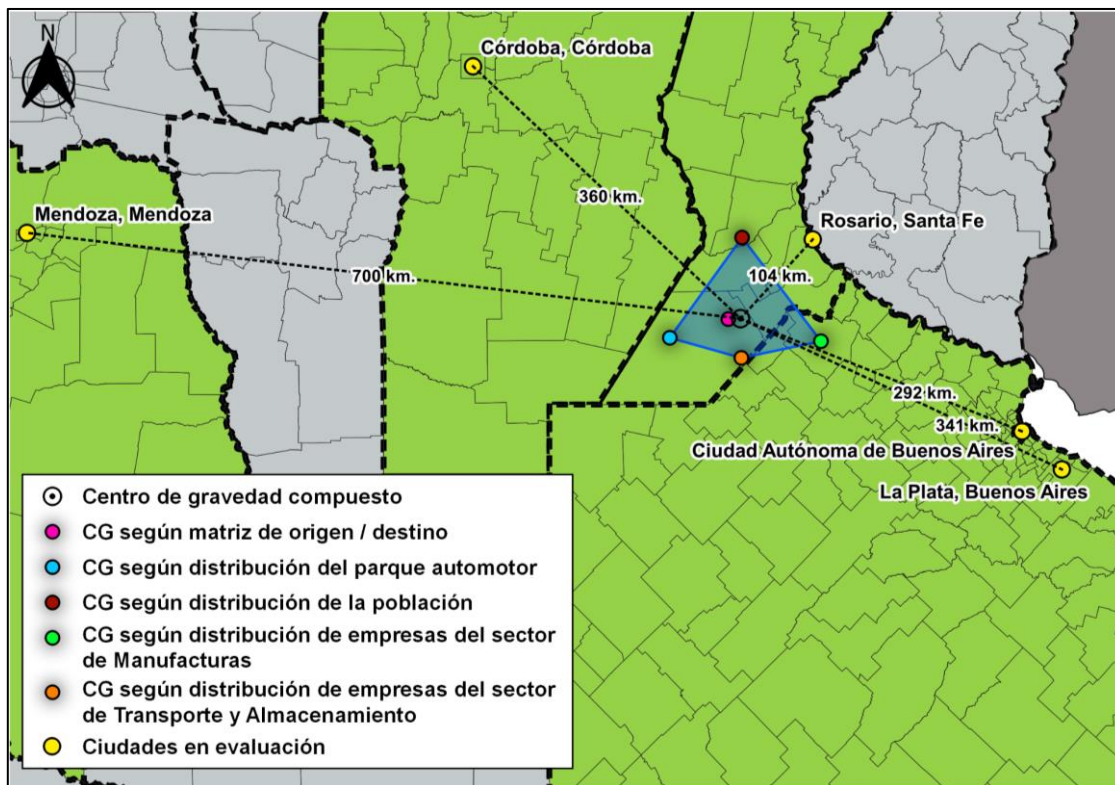 N
Córdoba, Córdoba
360 km.
Mendoza, Mendoza
Rosario, Santa Fe
700 km.
104 km.
292 km.
341 km.
Ciudad Autónoma de Buenos Aires
La Plata, Buenos Aires
Centro de gravedad compuesto
CG según matriz de origen / destino
CG según distribución del parque automotor
CG según distribución de la población
CG según distribución de empresas del sector
de Manufacturas
CG según distribución de empresas del sector
de Transporte y Almacenamiento
Ciudades en evaluación